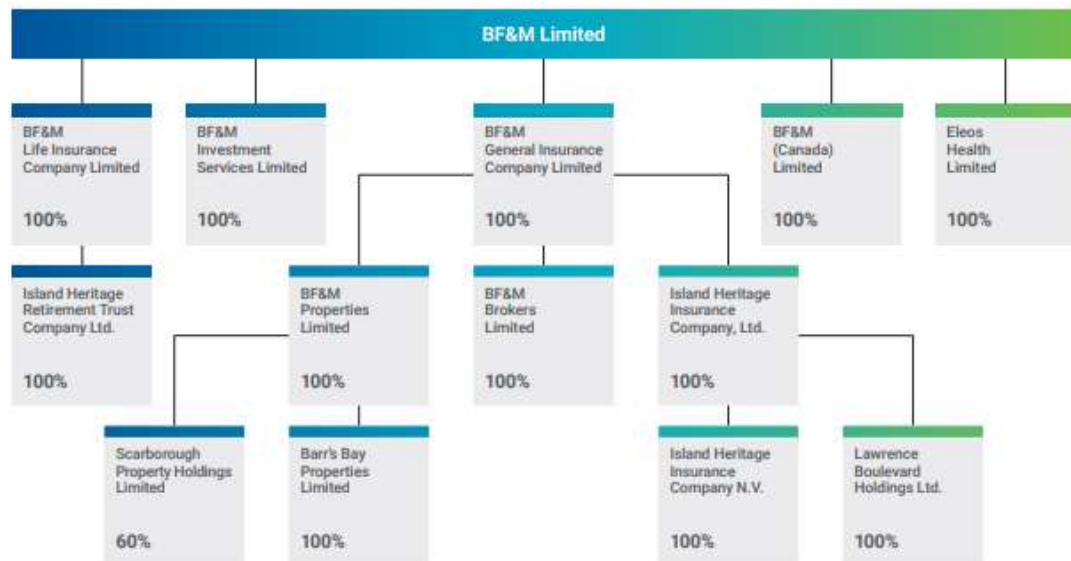 BF&M Limited
BF&M
Life Insurance
Company Limited
100%
BF&M
Investment
Services Limited
100%
BF&M
General Insurance
Company Limited
100%
BF&M
(Canada)
Limited
100%
Eleos
Health
Limited
100%
Island Heritage
Retirement Trust
Company Ltd.
100%
BF&M
Properties
Limited
100%
BF&M
Brokers
Limited
100%
Island Heritage
Insurance
Company, Ltd.
100%
Scarborough
Property Holdings
Limited
60%
Barr's Bay
Properties
Limited
100%
Island Heritage
Insurance
Company N.V.
100%
Lawrence
Boulevard
Holdings Ltd.
100%